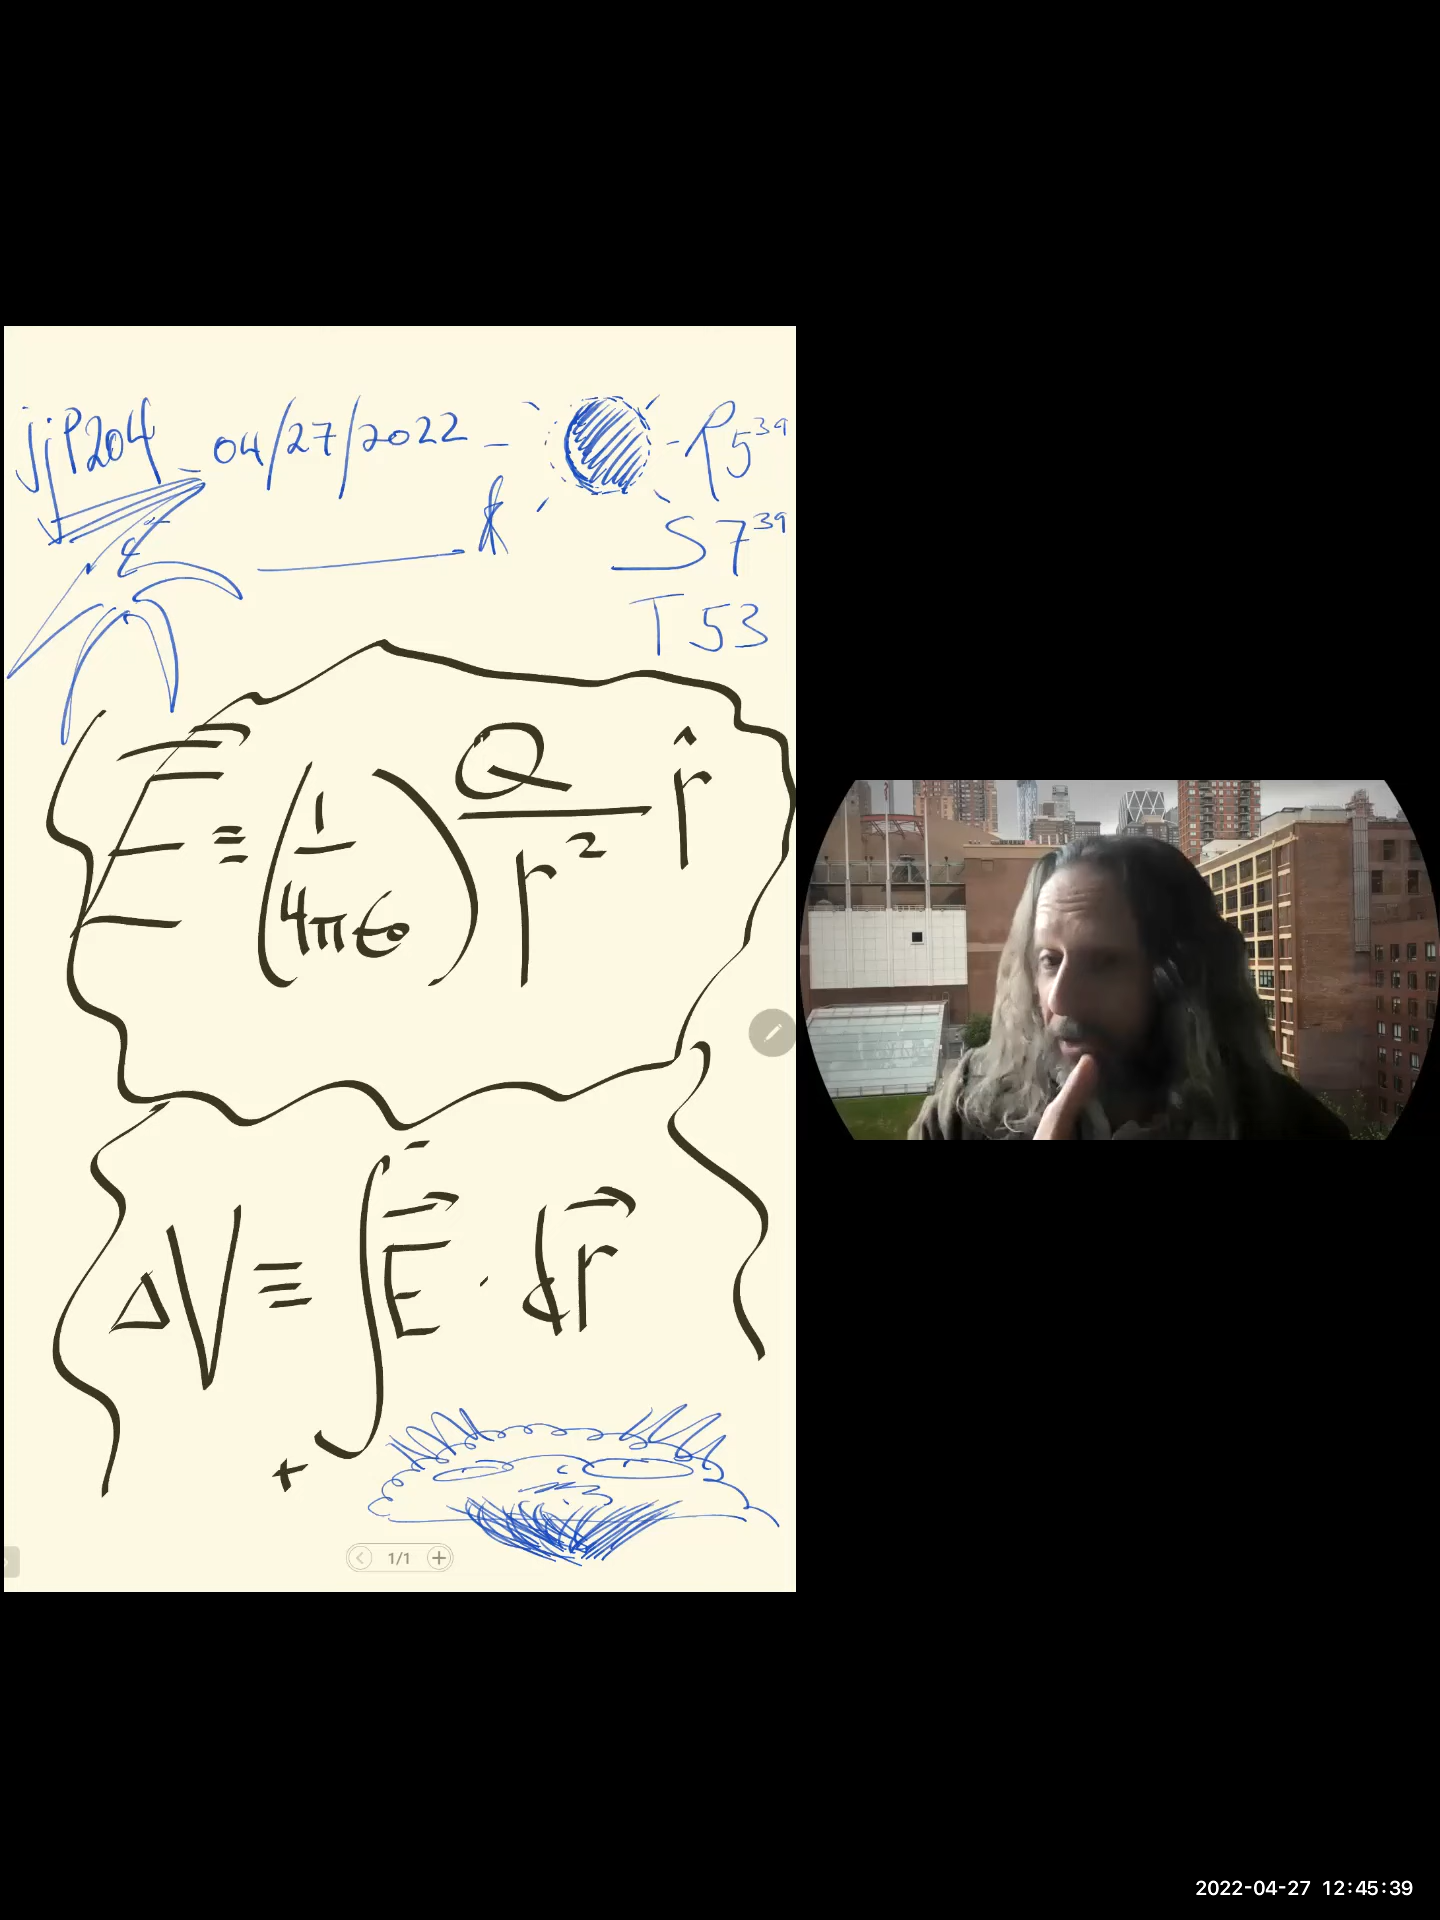 jjP204 04/27/2022 R5³⁹
S7³⁹
T53
E⃗ = (1/4πε₀) Q/r² r̂
ΔV ≡ ∫₊⁻ E⃗ · dr⃗
1/1
2022-04-27 12:45:39